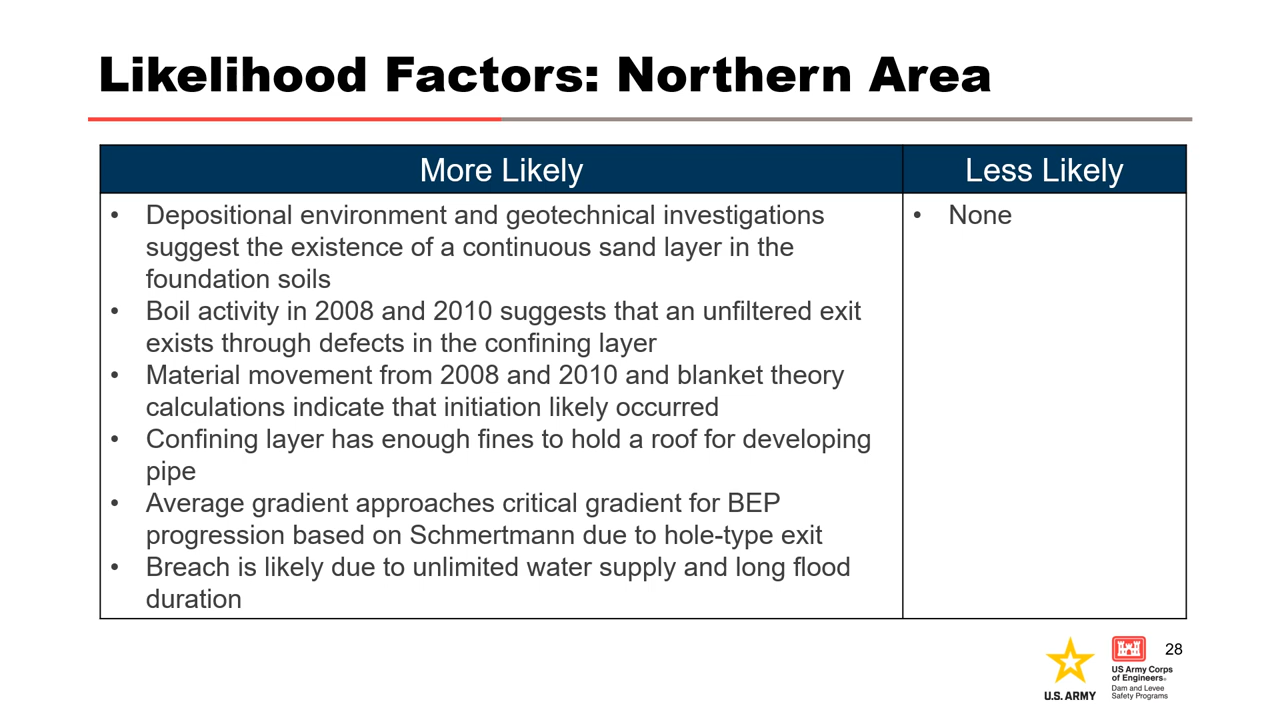 Likelihood Factors: Northern Area
More Likely
Less Likely
• Depositional environment and geotechnical investigations
suggest the existence of a continuous sand layer in the
foundation soils
• Boil activity in 2008 and 2010 suggests that an unfiltered exit
exists through defects in the confining layer
• Material movement from 2008 and 2010 and blanket theory
calculations indicate that initiation likely occurred
• Confining layer has enough fines to hold a roof for developing
pipe
• Average gradient approaches critical gradient for BEP
progression based on Schmertmann due to hole-type exit
• Breach is likely due to unlimited water supply and long flood
duration
• None
U.S. ARMY
US Army Corps
of Engineers®
Dam and Levee
Safety Programs
28